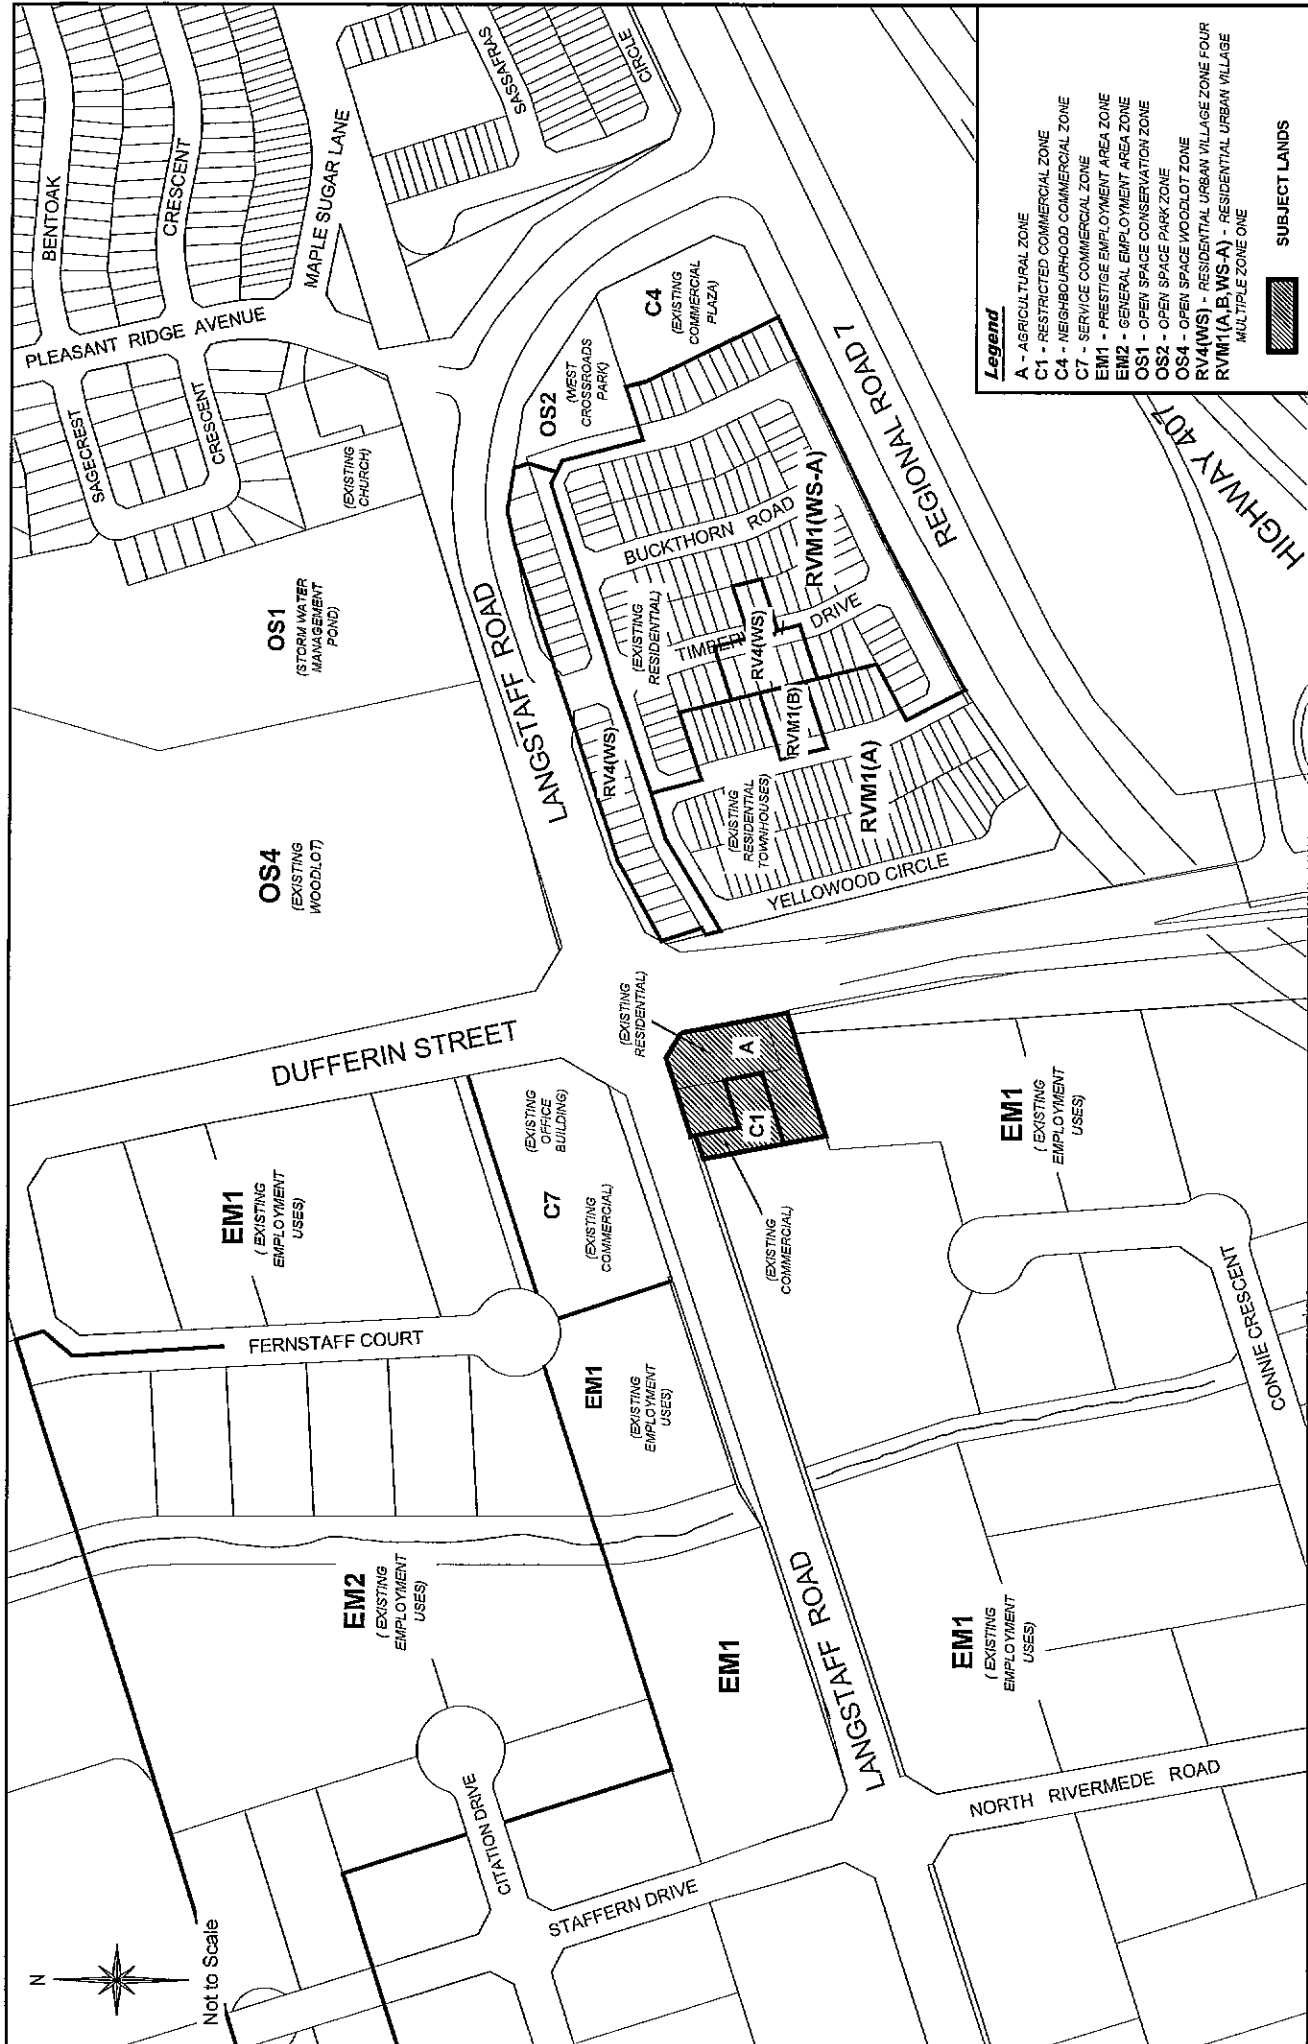 N
Not to Scale
STAFFERN DRIVE
CITATION DRIVE
EM2
( EXISTING
EMPLOYMENT
USES)
EM1
LANGSTAFF ROAD
NORTH RIVERMEDE ROAD
EM1
( EXISTING
EMPLOYMENT
USES)
FERNSTAFF COURT
EM1
( EXISTING
EMPLOYMENT
USES)
EM1
(EXISTING
EMPLOYMENT
USES)
C7
(EXISTING
COMMERCIAL)
(EXISTING
OFFICE
BUILDING)
DUFFERIN STREET
(EXISTING
COMMERCIAL)
(EXISTING
RESIDENTIAL)
C1
A
EM1
( EXISTING
EMPLOYMENT
USES)
CONNIE CRESCENT
OS4
(EXISTING
WOODLOT)
OS1
(STORM WATER
MANAGEMENT
POND)
LANGSTAFF ROAD
(EXISTING
CHURCH)
SAGECREST
CRESCENT
PLEASANT RIDGE AVENUE
BENTOAK
CRESCENT
MAPLE SUGAR LANE
SASSAFRAS
CIRCLE
RV4(WS)
OS2
(WEST
CROSSROADS
PARK)
C4
(EXISTING
COMMERCIAL
PLAZA)
(EXISTING
RESIDENTIAL)
BUCKTHORN ROAD
DRIVE
RV4(WS)
RVM1(B)
RVM1(WS-A)
(EXISTING
RESIDENTIAL
TOWNHOUSES)
RVM1(A)
YELLOWOOD CIRCLE
REGIONAL ROAD 7
HIGHWAY 407
Legend
A - AGRICULTURAL ZONE
C1 - RESTRICTED COMMERCIAL ZONE
C4 - NEIGHBOURHOOD COMMERCIAL ZONE
C7 - SERVICE COMMERCIAL ZONE
EM1 - PRESTIGE EMPLOYMENT AREA ZONE
EM2 - GENERAL EMPLOYMENT AREA ZONE
OS1 - OPEN SPACE CONSERVATION ZONE
OS2 - OPEN SPACE PARK ZONE
OS4 - OPEN SPACE WOODLOT ZONE
RV4(WS) - RESIDENTIAL URBAN VILLAGE ZONE FOUR
RVM1(A,B,WS-A) - RESIDENTIAL URBAN VILLAGE
MULTIPLE ZONE ONE
SUBJECT LANDS